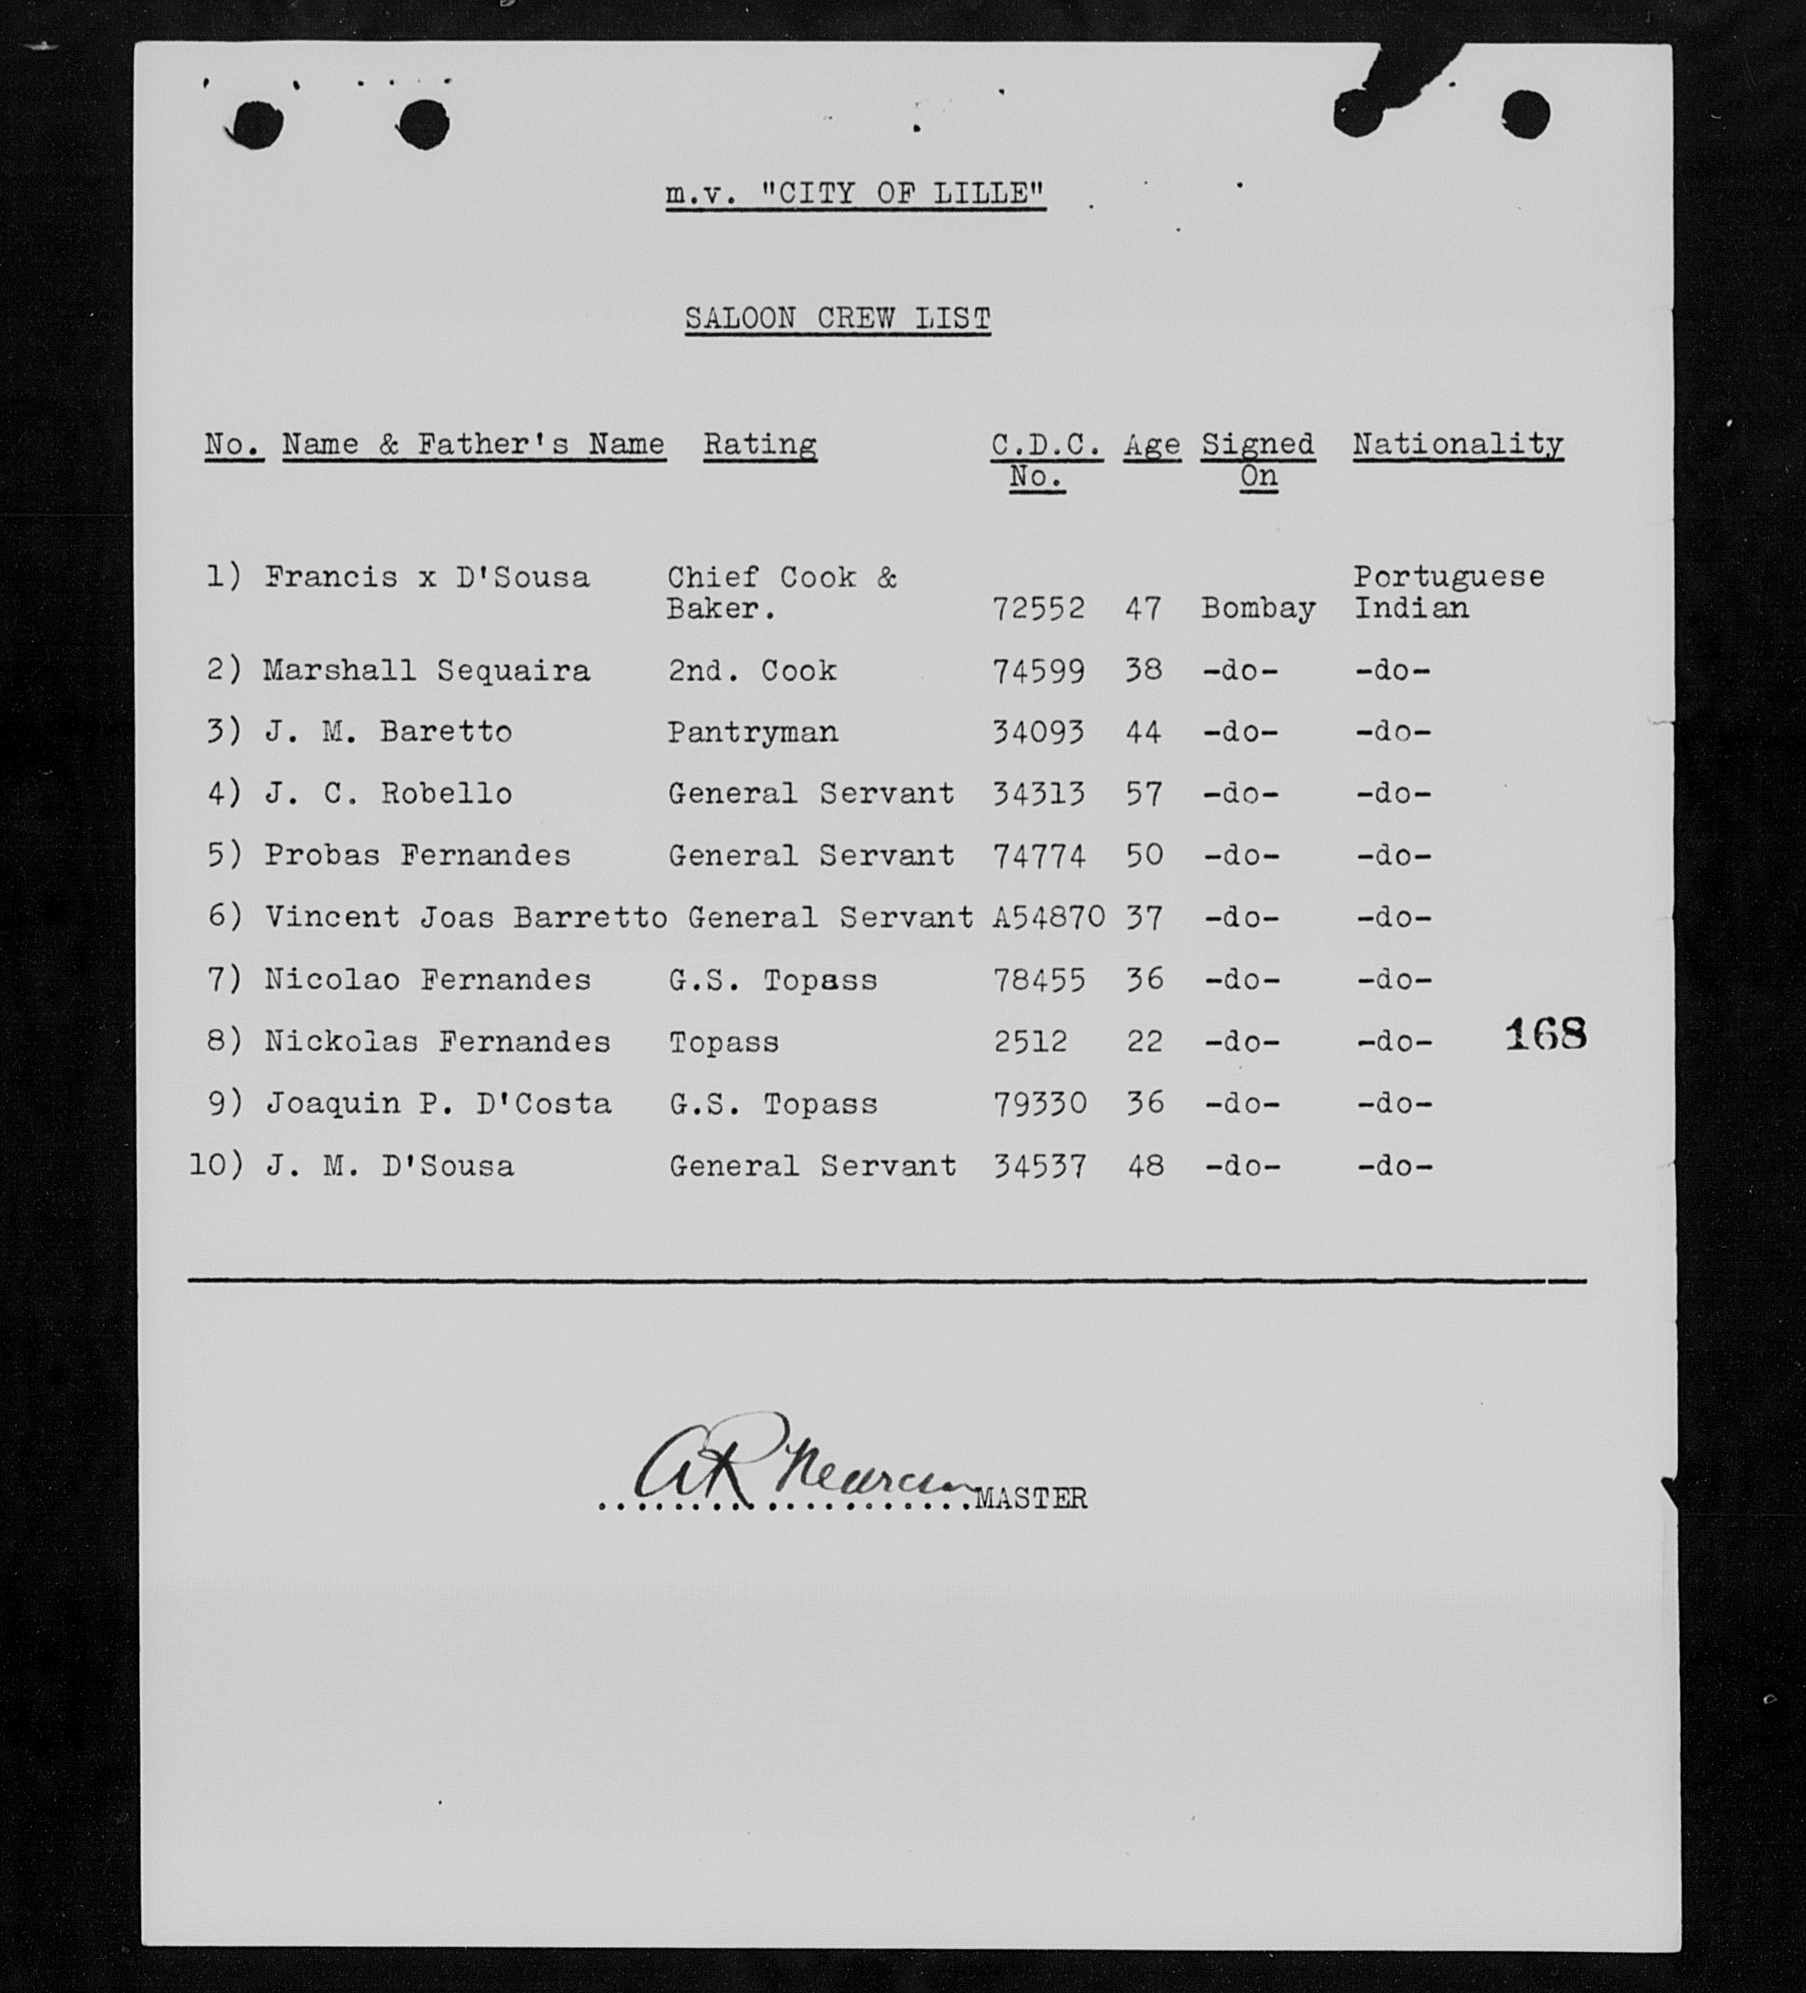 m.v. "CITY OF LILLE"
SALOON CREW LIST
No. Name & Father's Name Rating C.D.C. Age Signed Nationality
No. On
1) Francis x D'Sousa Chief Cook & Portuguese
Baker. 72552 47 Bombay Indian
2) Marshall Sequaira 2nd. Cook 74599 38 -do- -do-
3) J. M. Baretto Pantryman 34093 44 -do- -do-
4) J. C. Robello General Servant 34313 57 -do- -do-
5) Probas Fernandes General Servant 74774 50 -do- -do-
6) Vincent Joas Barretto General Servant A54870 37 -do- -do-
7) Nicolao Fernandes G.S. Topass 78455 36 -do- -do-
8) Nickolas Fernandes Topass 2512 22 -do- -do- 168
9) Joaquin P. D'Costa G.S. Topass 79330 36 -do- -do-
10) J. M. D'Sousa General Servant 34537 48 -do- -do-
....................MASTER